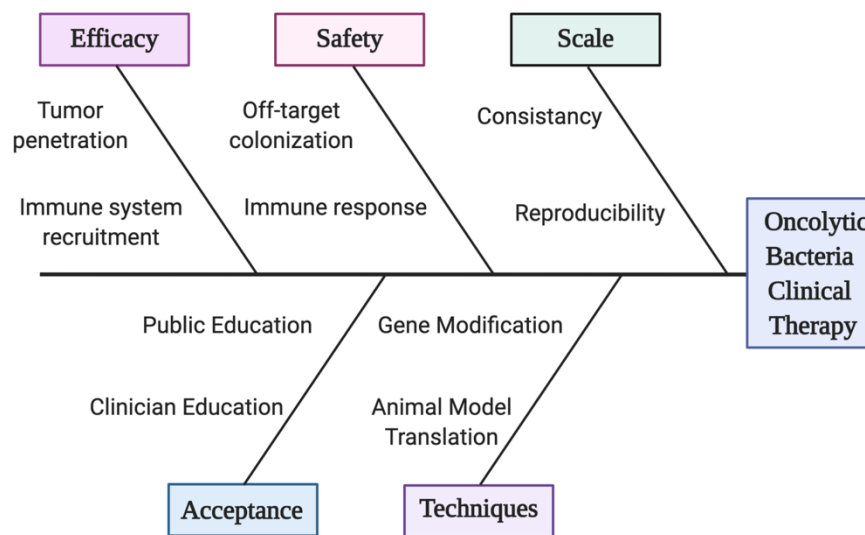 Efficacy
Safety
Scale
Tumor
penetration
Off-target
colonization
Consistancy
Immune system
recruitment
Immune response
Reproducibility
Oncolytic
Bacteria
Clinical
Therapy
Public Education
Gene Modification
Clinician Education
Animal Model
Translation
Acceptance
Techniques